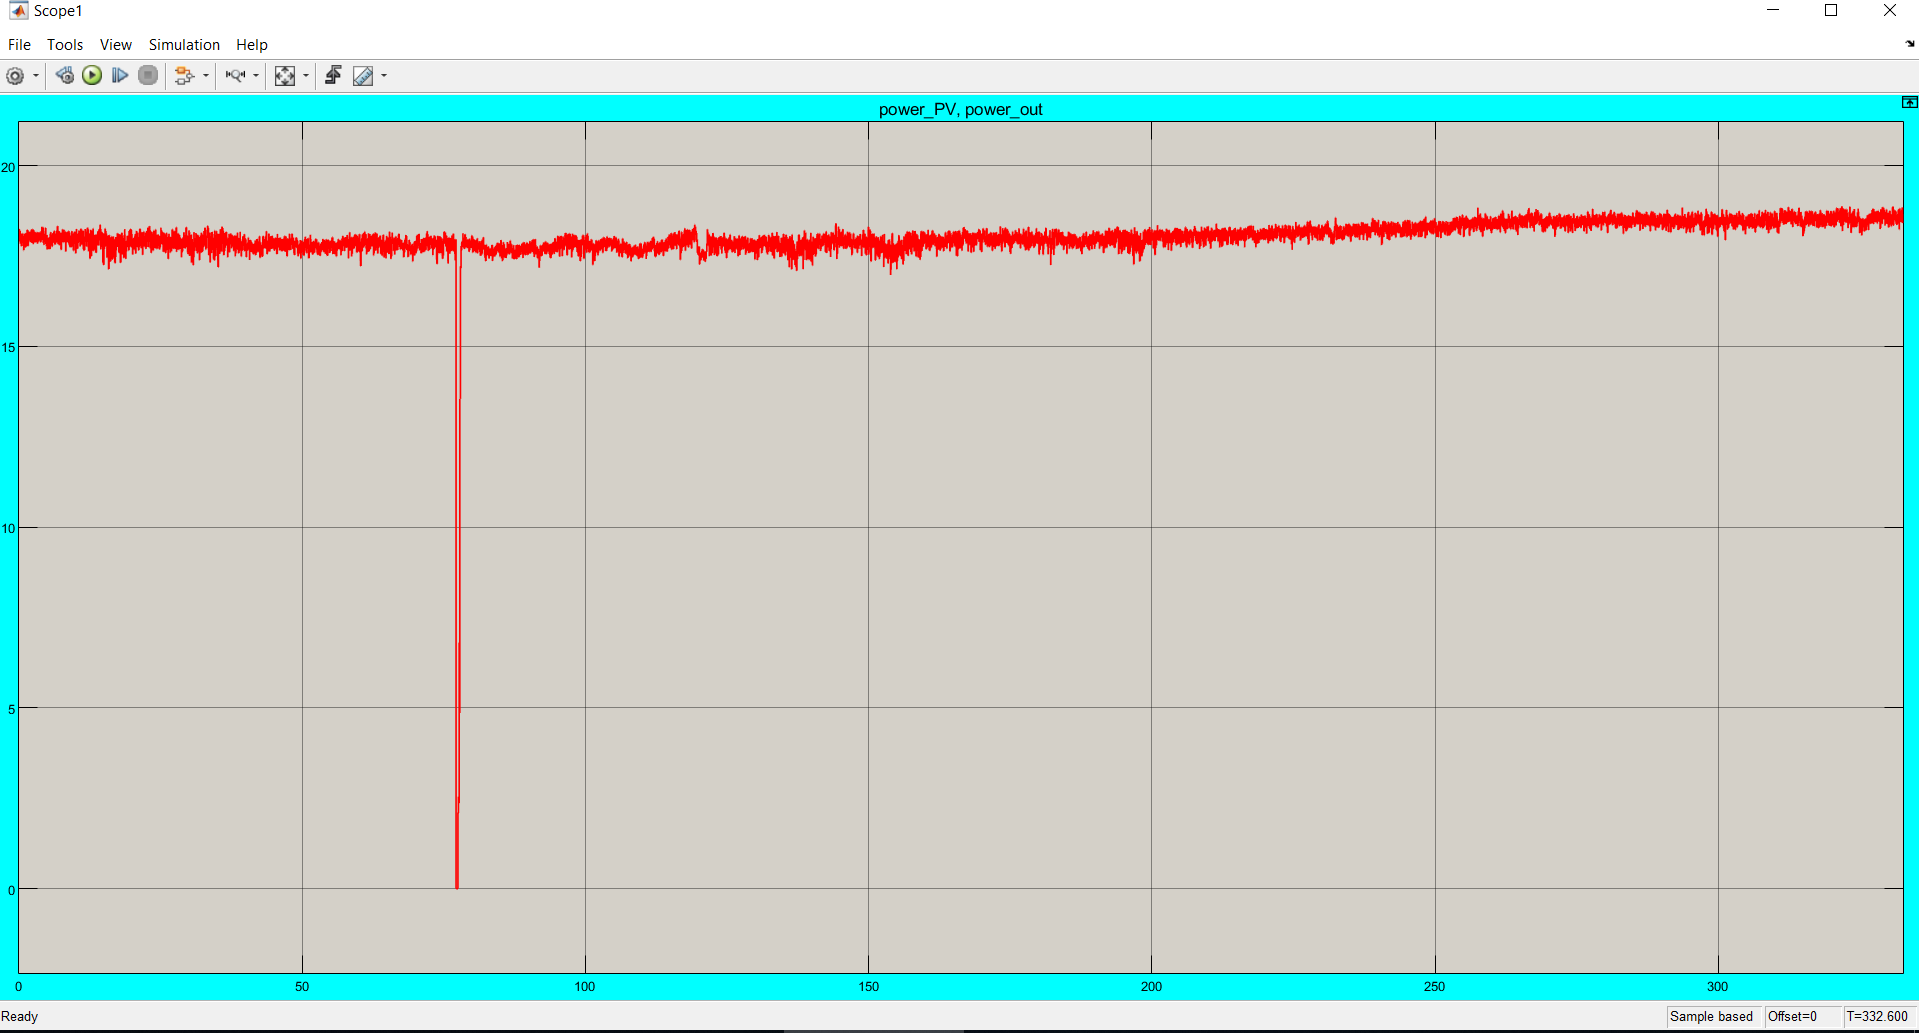 Scope1
File Tools View Simulation Help
power_PV, power_out
20
15
10
5
0
0 50 100 150 200 250 300
Ready Sample based Offset=0 T=332.600